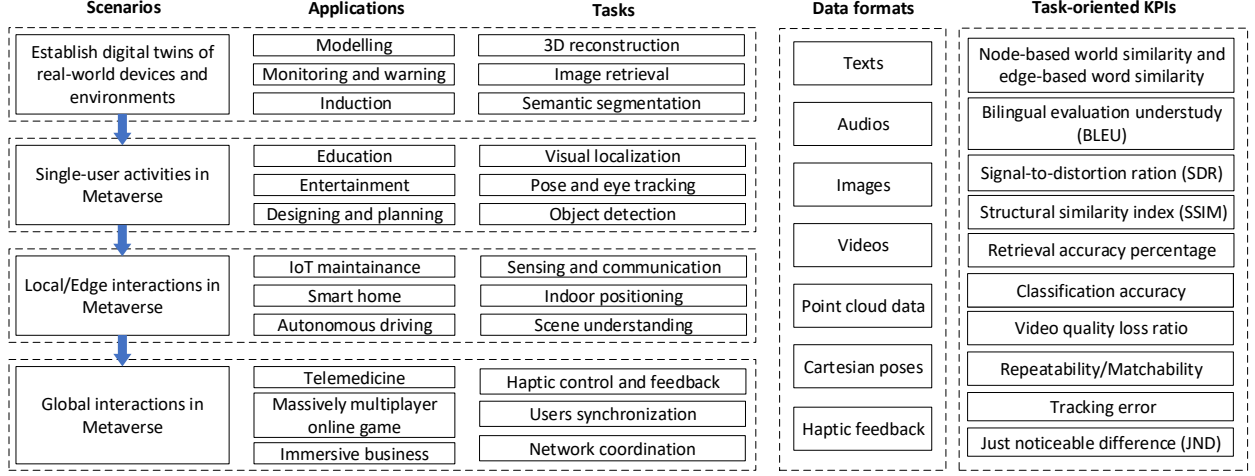 Scenarios
Applications
Tasks
Data formats
Task-oriented KPIs
Establish digital twins of
real-world devices and
environments
Modelling
Monitoring and warning
Induction
3D reconstruction
Image retrieval
Semantic segmentation
Single-user activities in
Metaverse
Education
Entertainment
Designing and planning
Visual localization
Pose and eye tracking
Object detection
Local/Edge interactions in
Metaverse
IoT maintainance
Smart home
Autonomous driving
Sensing and communication
Indoor positioning
Scene understanding
Global interactions in
Metaverse
Telemedicine
Massively multiplayer
online game
Immersive business
Haptic control and feedback
Users synchronization
Network coordination
Texts
Audios
Images
Videos
Point cloud data
Cartesian poses
Haptic feedback
Node-based world similarity and
edge-based word similarity
Bilingual evaluation understudy
(BLEU)
Signal-to-distortion ration (SDR)
Structural similarity index (SSIM)
Retrieval accuracy percentage
Classification accuracy
Video quality loss ratio
Repeatability/Matchability
Tracking error
Just noticeable difference (JND)